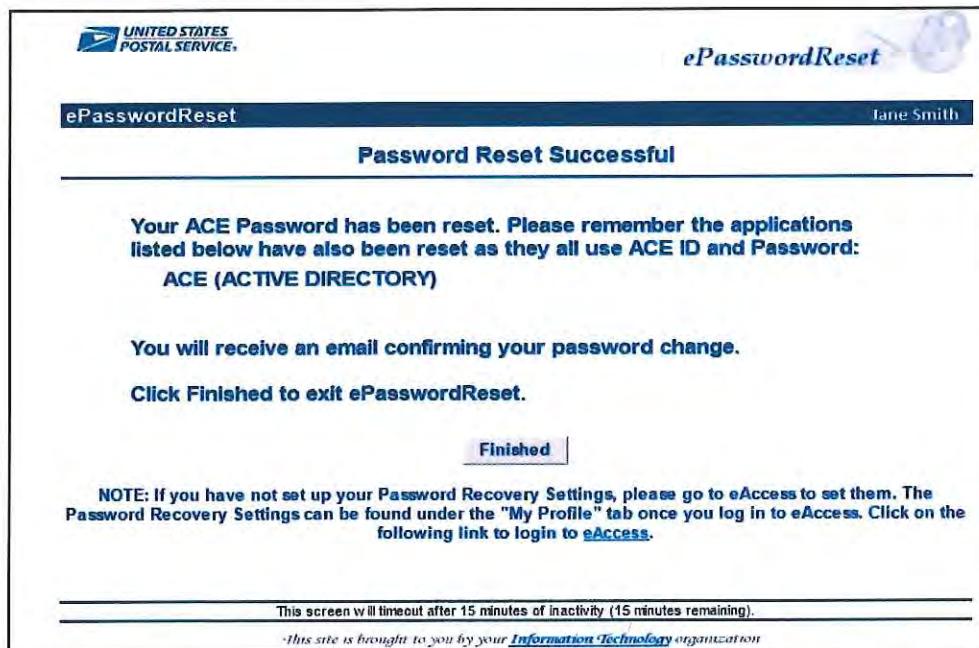 UNITED STATES
POSTAL SERVICE®
ePasswordReset
ePasswordReset Jane Smith
Password Reset Successful
Your ACE Password has been reset. Please remember the applications
listed below have also been reset as they all use ACE ID and Password:
ACE (ACTIVE DIRECTORY)
You will receive an email confirming your password change.
Click Finished to exit ePasswordReset.
Finished
NOTE: If you have not set up your Password Recovery Settings, please go to eAccess to set them. The
Password Recovery Settings can be found under the "My Profile" tab once you log in to eAccess. Click on the
following link to login to eAccess.
This screen will timeout after 15 minutes of inactivity (15 minutes remaining).
This site is brought to you by your Information Technology organization